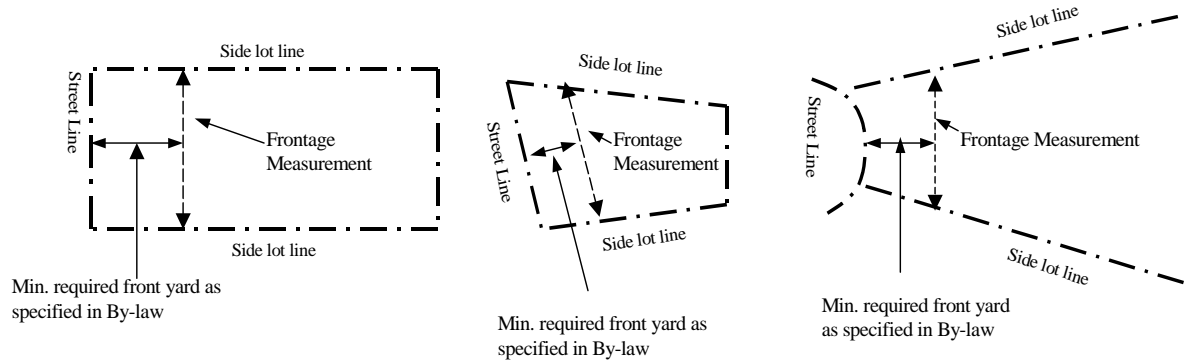 Side lot line
Street Line
Frontage
Measurement
Side lot line
Min. required front yard as
specified in By-law
Side lot line
Street Line
Frontage
Measurement
Side lot line
Min. required front yard as
specified in By-law
Side lot line
Street Line
Frontage
Measurement
Side lot line
Min. required front yard
as specified in By-law